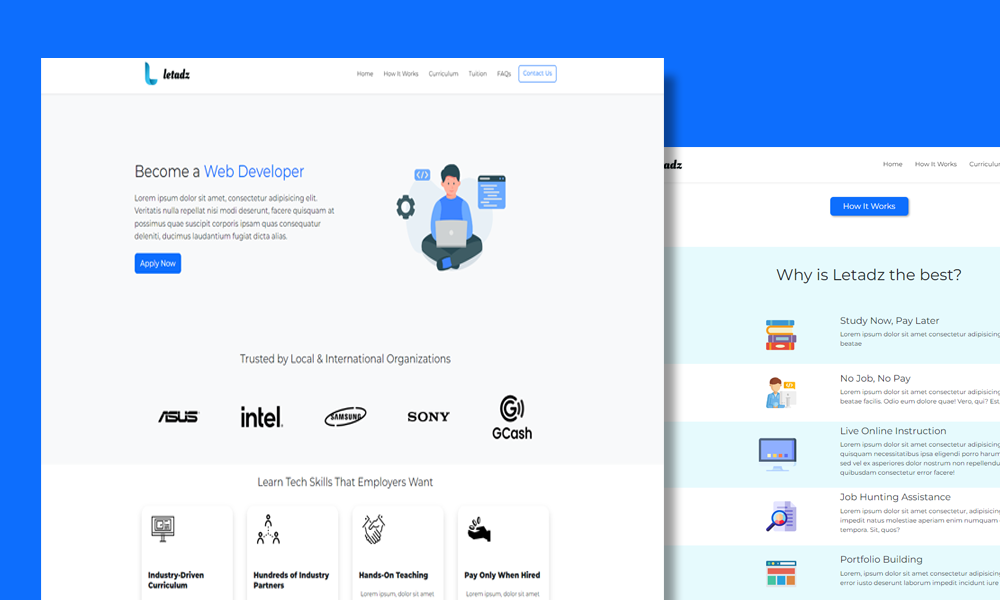 letadz
Home How It Works Curriculum Tuition FAQs Contact Us
Become a Web Developer
Lorem ipsum dolor sit amet, consectetur adipisicing elit.
Veritatis nulla repellat nisi modi deserunt, facere quisquam at
possimus quae suscipit corporis ipsam quas consequatur
deleniti, ducimus laudantium fugiat dicta alias.
Apply Now
</>
Trusted by Local & International Organizations
ASUS intel. SAMSUNG SONY GCash
Learn Tech Skills That Employers Want
Industry-Driven
Curriculum
Hundreds of Industry
Partners
Hands-On Teaching
Lorem ipsum, dolor sit amet
Pay Only When Hired
Lorem ipsum, dolor sit amet
adz
Home How It Works Curriculu
How It Works
Why is Letadz the best?
Study Now, Pay Later
Lorem ipsum dolor sit amet consectetur adipisicing
beatae
No Job, No Pay
Lorem ipsum dolor sit amet consectetur adipisicing
beatae facilis. Odio eum dolore quae! Vero, qui? Est,
Live Online Instruction
Lorem ipsum dolor sit amet consectetur adipisicing
quisquam necessitatibus ipsa eligendi porro harum
sed vel ex asperiores dolor nostrum non repellendu
quibusdam consectetur error facere!
Job Hunting Assistance
Lorem ipsum dolor sit amet consectetur, adipisicing
impedit natus molestiae aperiam enim numquam
tempora. Sit, quos?
Portfolio Building
Lorem, ipsum dolor sit amet consectetur adipisicing
error iusto deserunt laborum impedit incidunt iure